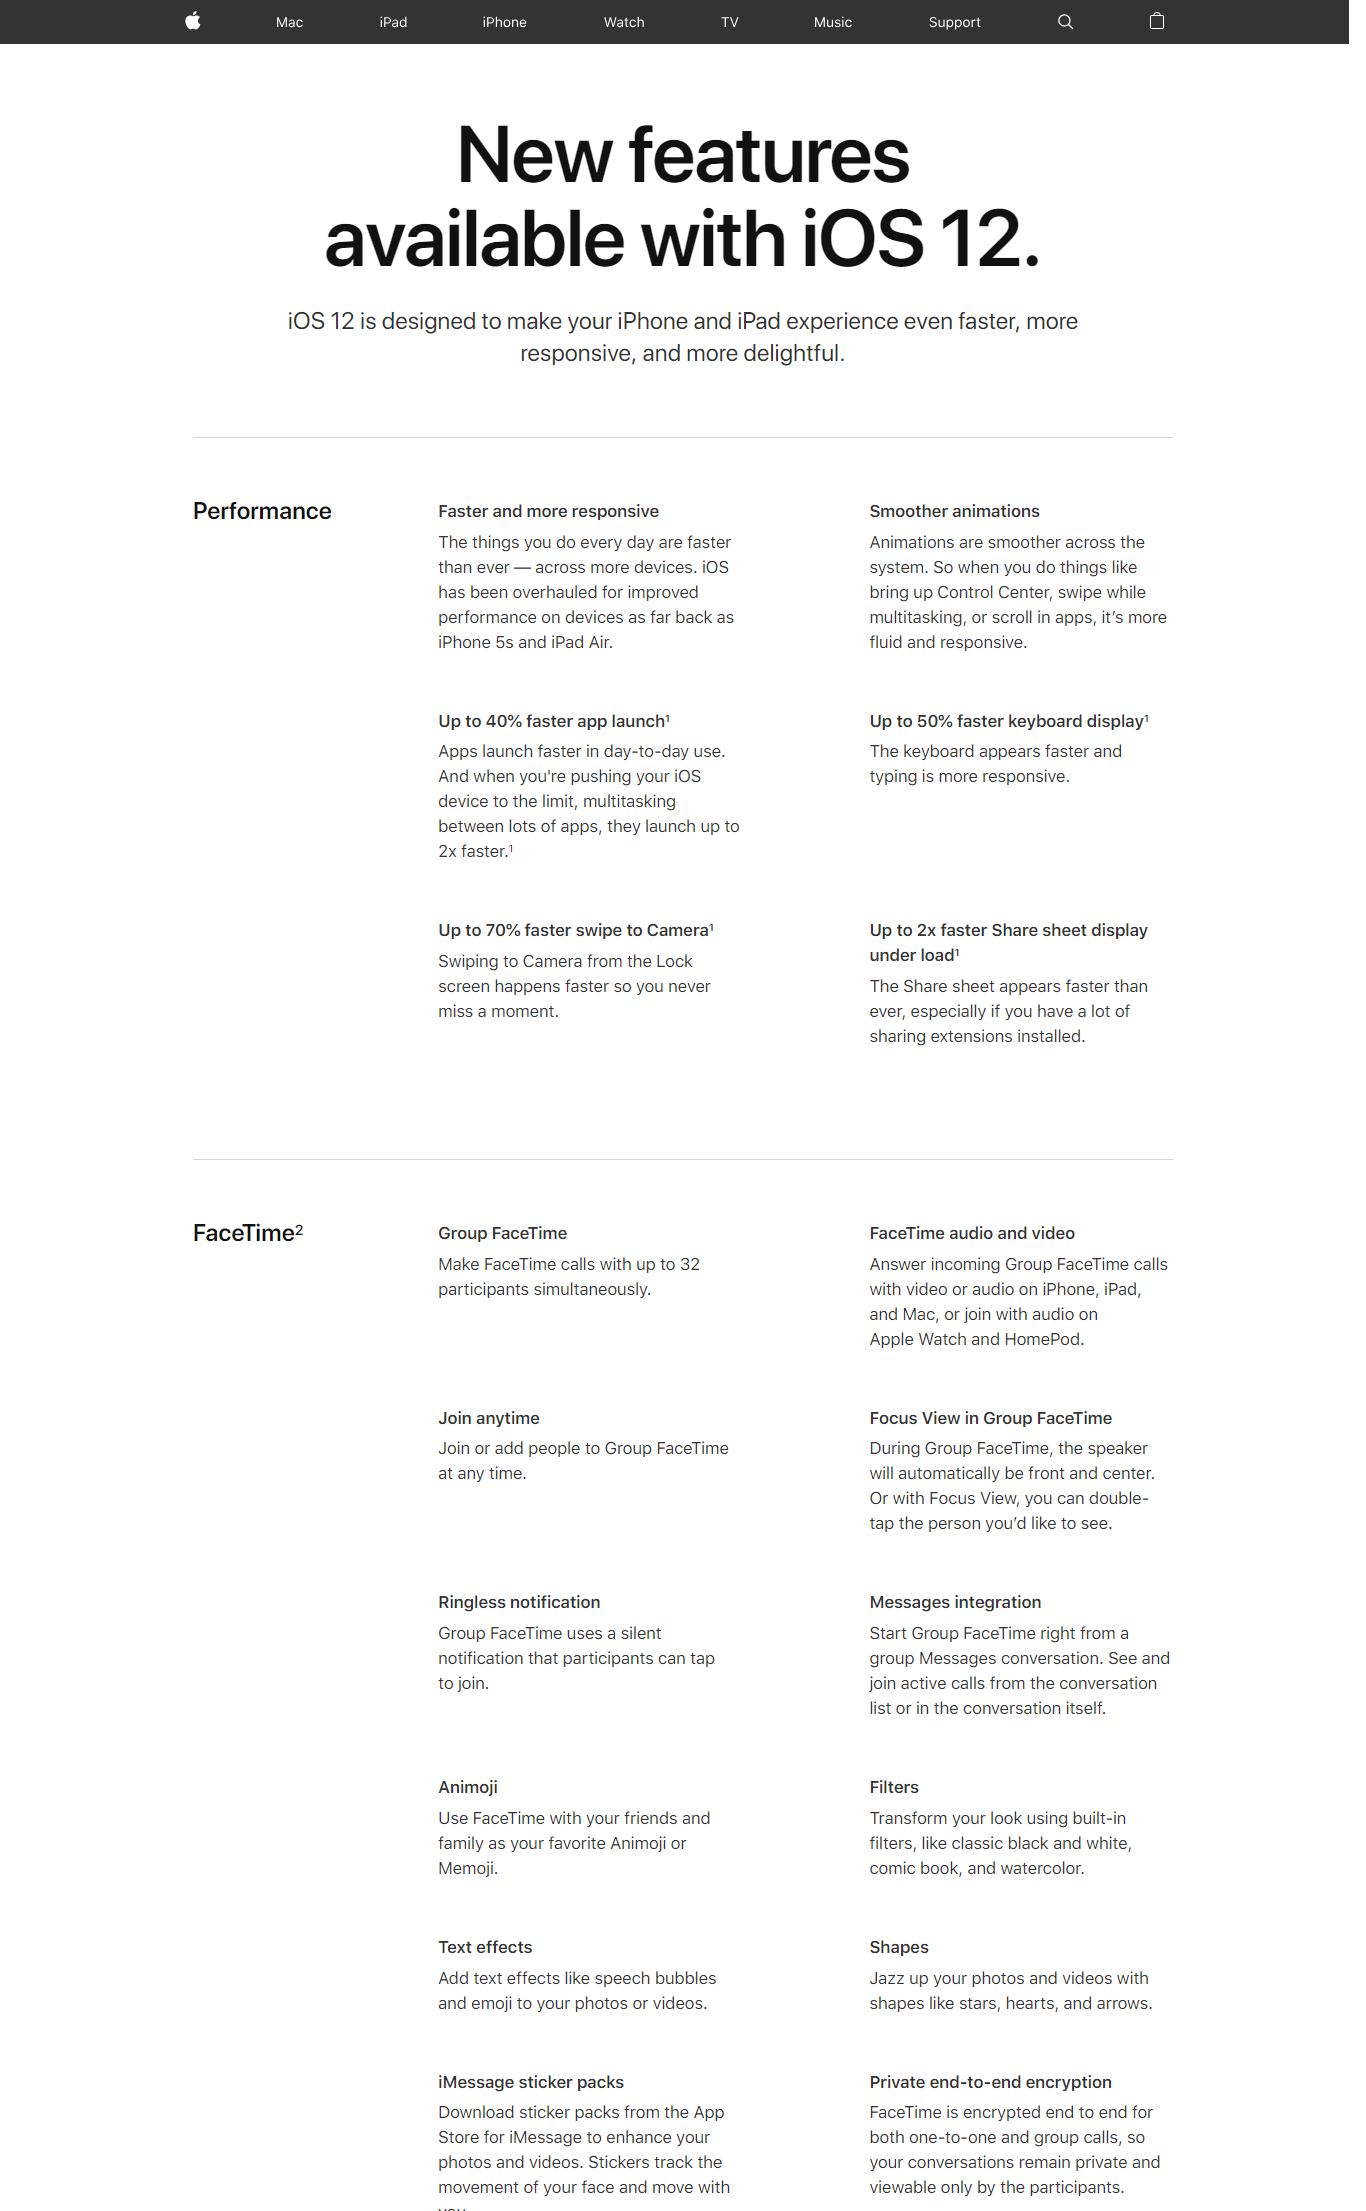 Mac iPad iPhone Watch TV Music Support
New features
available with iOS 12.
iOS 12 is designed to make your iPhone and iPad experience even faster, more
responsive, and more delightful.
Performance
Faster and more responsive
The things you do every day are faster
than ever — across more devices. iOS
has been overhauled for improved
performance on devices as far back as
iPhone 5s and iPad Air.
Smoother animations
Animations are smoother across the
system. So when you do things like
bring up Control Center, swipe while
multitasking, or scroll in apps, it’s more
fluid and responsive.
Up to 40% faster app launch¹
Apps launch faster in day-to-day use.
And when you're pushing your iOS
device to the limit, multitasking
between lots of apps, they launch up to
2x faster.¹
Up to 50% faster keyboard display¹
The keyboard appears faster and
typing is more responsive.
Up to 70% faster swipe to Camera¹
Swiping to Camera from the Lock
screen happens faster so you never
miss a moment.
Up to 2x faster Share sheet display
under load¹
The Share sheet appears faster than
ever, especially if you have a lot of
sharing extensions installed.
FaceTime²
Group FaceTime
Make FaceTime calls with up to 32
participants simultaneously.
FaceTime audio and video
Answer incoming Group FaceTime calls
with video or audio on iPhone, iPad,
and Mac, or join with audio on
Apple Watch and HomePod.
Join anytime
Join or add people to Group FaceTime
at any time.
Focus View in Group FaceTime
During Group FaceTime, the speaker
will automatically be front and center.
Or with Focus View, you can double-
tap the person you’d like to see.
Ringless notification
Group FaceTime uses a silent
notification that participants can tap
to join.
Messages integration
Start Group FaceTime right from a
group Messages conversation. See and
join active calls from the conversation
list or in the conversation itself.
Animoji
Use FaceTime with your friends and
family as your favorite Animoji or
Memoji.
Filters
Transform your look using built-in
filters, like classic black and white,
comic book, and watercolor.
Text effects
Add text effects like speech bubbles
and emoji to your photos or videos.
Shapes
Jazz up your photos and videos with
shapes like stars, hearts, and arrows.
iMessage sticker packs
Download sticker packs from the App
Store for iMessage to enhance your
photos and videos. Stickers track the
movement of your face and move with
Private end-to-end encryption
FaceTime is encrypted end to end for
both one-to-one and group calls, so
your conversations remain private and
viewable only by the participants.